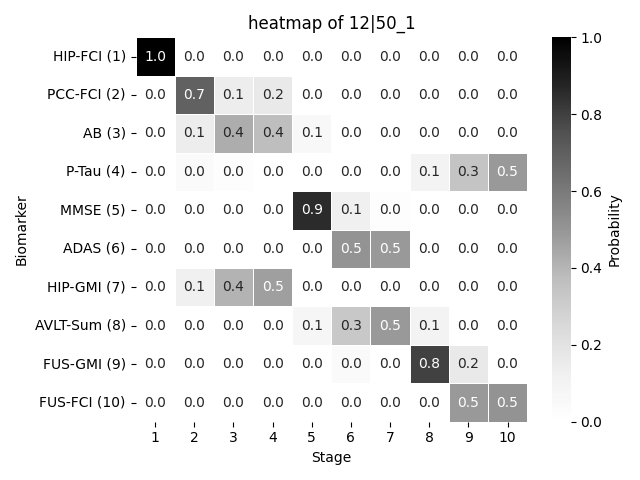 heatmap of 12|50_1
HIP-FCI (1) 1.0 0.0 0.0 0.0 0.0 0.0 0.0 0.0 0.0 0.0
PCC-FCI (2) 0.0 0.7 0.1 0.2 0.0 0.0 0.0 0.0 0.0 0.0
AB (3) 0.0 0.1 0.4 0.4 0.1 0.0 0.0 0.0 0.0 0.0
P-Tau (4) 0.0 0.0 0.0 0.0 0.0 0.0 0.0 0.1 0.3 0.5
MMSE (5) 0.0 0.0 0.0 0.0 0.9 0.1 0.0 0.0 0.0 0.0
ADAS (6) 0.0 0.0 0.0 0.0 0.0 0.5 0.5 0.0 0.0 0.0
HIP-GMI (7) 0.0 0.1 0.4 0.5 0.0 0.0 0.0 0.0 0.0 0.0
AVLT-Sum (8) 0.0 0.0 0.0 0.0 0.1 0.3 0.5 0.1 0.0 0.0
FUS-GMI (9) 0.0 0.0 0.0 0.0 0.0 0.0 0.0 0.8 0.2 0.0
FUS-FCI (10) 0.0 0.0 0.0 0.0 0.0 0.0 0.0 0.0 0.5 0.5
1 2 3 4 5 6 7 8 9 10
Stage
Biomarker
1.0
0.8
0.6
0.4
0.2
0.0
Probability